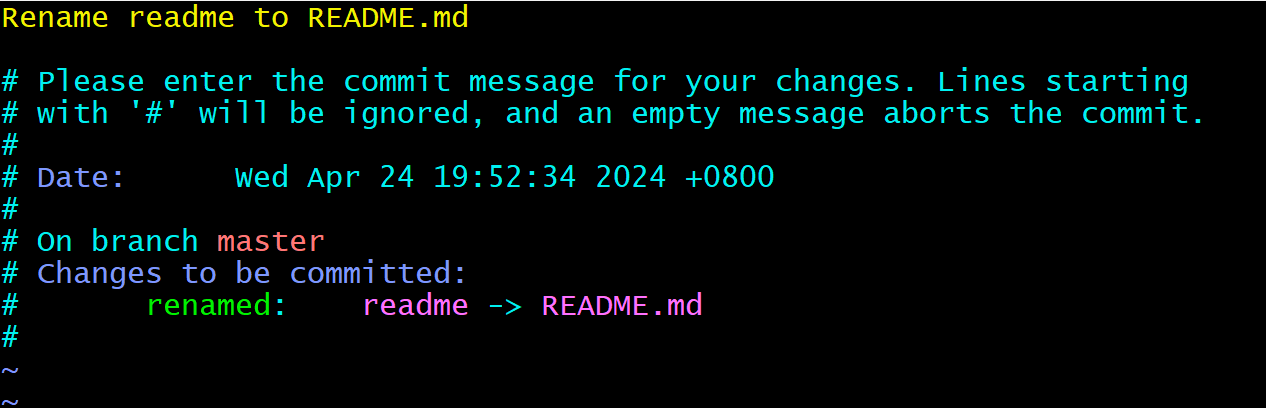 Rename readme to README.md
# Please enter the commit message for your changes. Lines starting
# with '#' will be ignored, and an empty message aborts the commit.
#
# Date:      Wed Apr 24 19:52:34 2024 +0800
#
# On branch master
# Changes to be committed:
#       renamed:    readme -> README.md
#
~
~